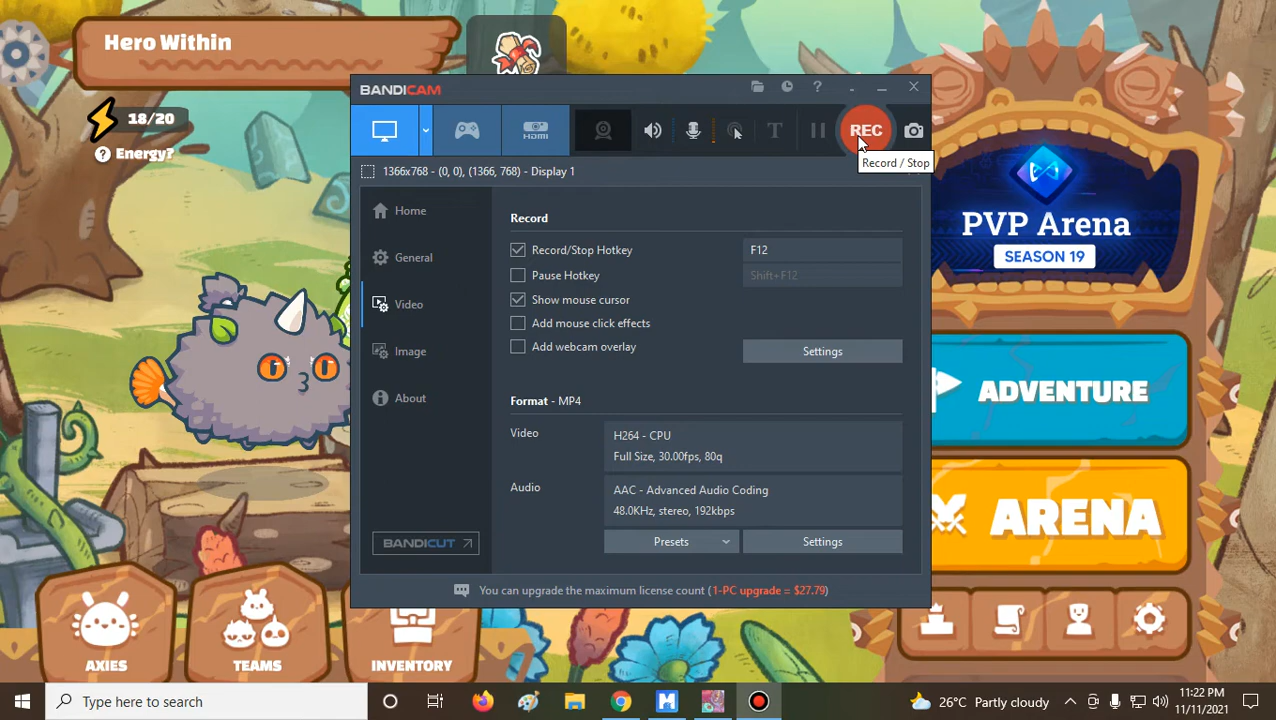 Hero Within
18/20
? Energy?
BANDICAM
?
HDMI
T
REC
Record / Stop
1366x768 - (0, 0), (1366, 768) - Display 1
Home
General
Video
Image
About
BANDICUT
Record
Record/Stop Hotkey
F12
Pause Hotkey
Shift+F12
Show mouse cursor
Add mouse click effects
Add webcam overlay
Settings
Format - MP4
Video
H264 - CPU
Full Size, 30.00fps, 80q
Audio
AAC - Advanced Audio Coding
48.0KHz, stereo, 192kbps
Presets
Settings
You can upgrade the maximum license count (1-PC upgrade = $27.79)
PVP Arena
SEASON 19
ADVENTURE
ARENA
AXIES
TEAMS
INVENTORY
Type here to search
26°C Partly cloudy
11:22 PM
11/11/2021